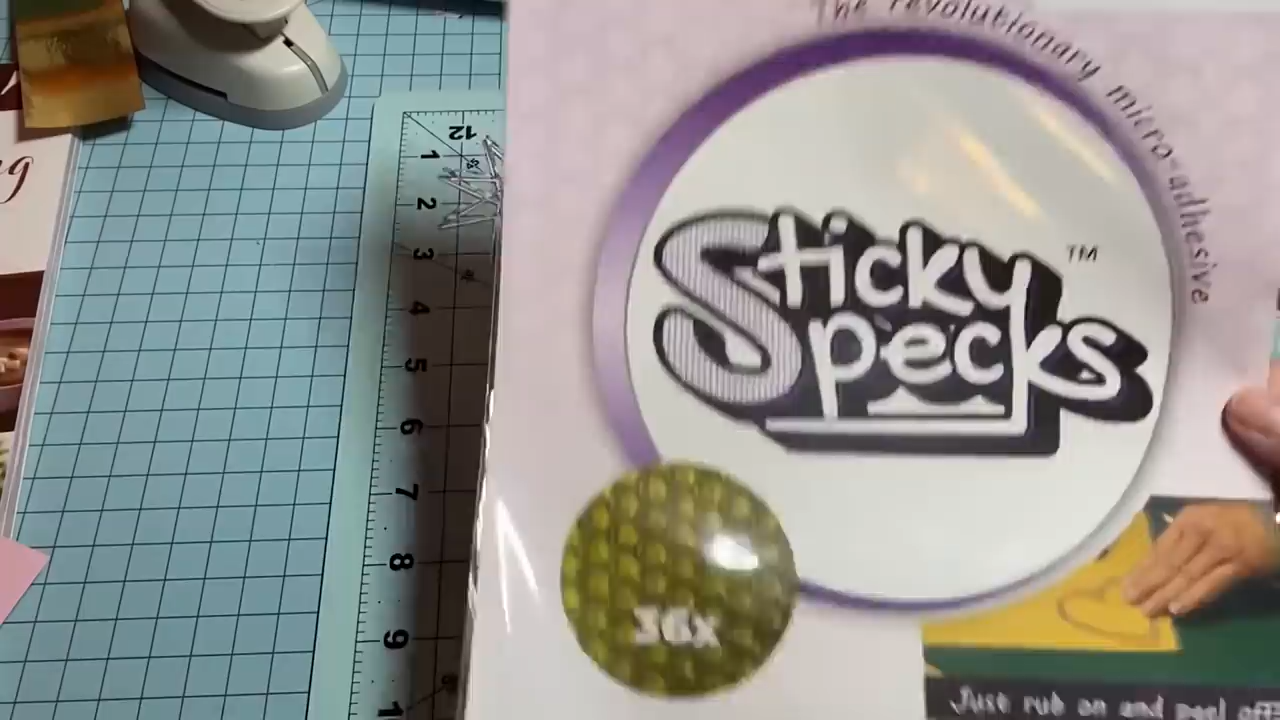 The revolutionary micro-adhesive
Sticky
Specks
TM
36x
Just rub on and peel off
g
12
1
2
3
4
5
6
7
8
9
1